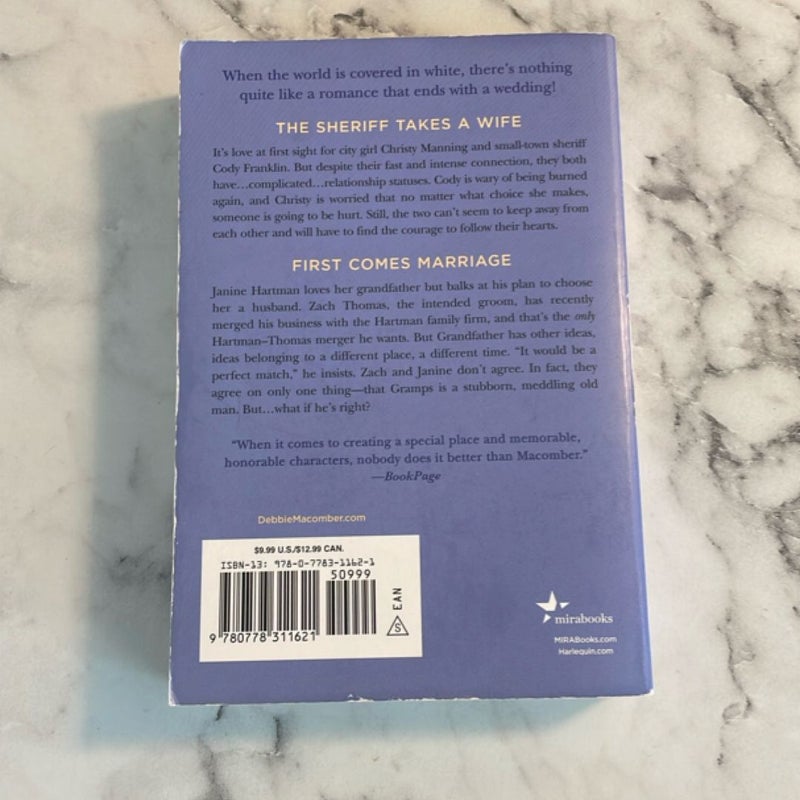 When the world is covered in white, there's nothing
quite like a romance that ends with a wedding!
THE SHERIFF TAKES A WIFE
It's love at first sight for city girl Christy Manning and small-town sheriff
Cody Franklin. But despite their fast and intense connection, they both
have…complicated…relationship statuses. Cody is wary of being burned
again, and Christy is worried that no matter what choice she makes,
someone is going to be hurt. Still, the two can't seem to keep away from
each other and will have to find the courage to follow their hearts.
FIRST COMES MARRIAGE
Janine Hartman loves her grandfather but balks at his plan to choose
her a husband. Zach Thomas, the intended groom, has recently
merged his business with the Hartman family firm, and that's the only
Hartman–Thomas merger he wants. But Grandfather has other ideas,
ideas belonging to a different place, a different time. "It would be a
perfect match," he insists. Zach and Janine don't agree. In fact, they
agree on only one thing—that Gramps is a stubborn, meddling old
man. But…what if he's right?
"When it comes to creating a special place and memorable,
honorable characters, nobody does it better than Macomber."
—BookPage
DebbieMacomber.com
$9.99 U.S./$12.99 CAN.
ISBN-13: 978-0-7783-1162-1
50999
9 780778 311621
EAN
S
mirabooks
MIRABooks.com
Harlequin.com